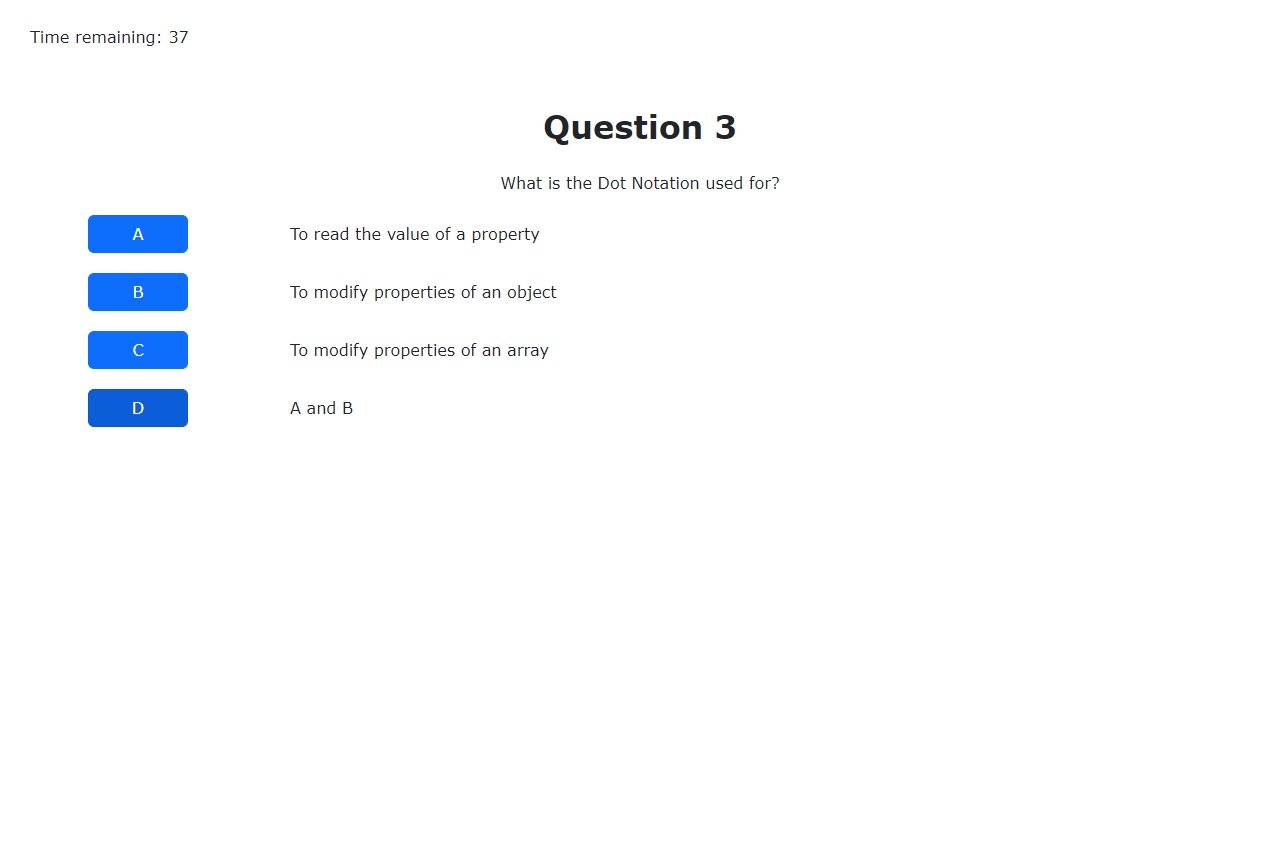 Time remaining: 37
Question 3
What is the Dot Notation used for?
A To read the value of a property
B To modify properties of an object
C To modify properties of an array
D A and B